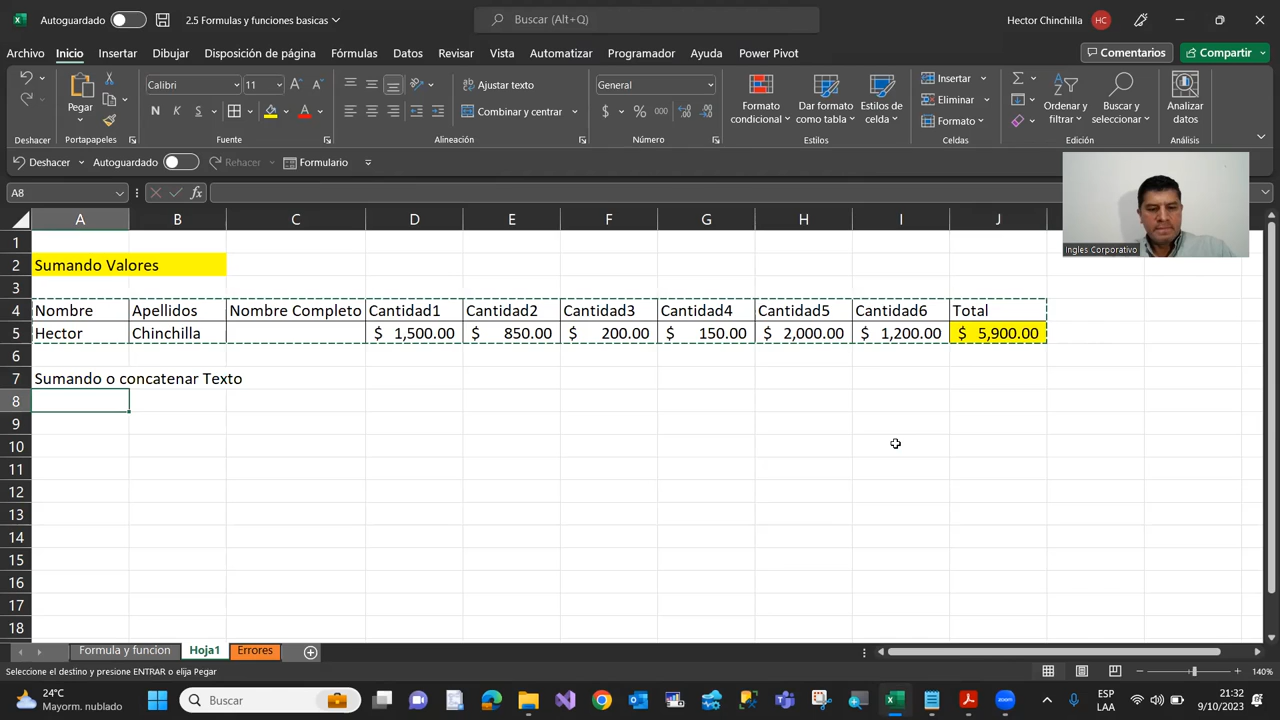 Autoguardado
2.5 Formulas y funciones basicas
Buscar (Alt+Q)
Hector Chinchilla
HC
Archivo Inicio Insertar Dibujar Disposición de página Fórmulas Datos Revisar Vista Automatizar Programador Ayuda Power Pivot
Comentarios
Compartir
Calibri
11
Ajustar texto
General
Insertar
Pegar
Formato condicional
Dar formato como tabla
Estilos de celda
Eliminar
Ordenar y filtrar
Buscar y seleccionar
Analizar datos
N K S
Combinar y centrar
$ % 000
Formato
Deshacer Portapapeles Fuente Alineación Número Estilos Celdas Edición Análisis
Deshacer Autoguardado Rehacer Formulario
A8
fx
Ingles Corporativo
A B C D E F G H I J
1
2 Sumando Valores
3
4 Nombre Apellidos Nombre Completo Cantidad1 Cantidad2 Cantidad3 Cantidad4 Cantidad5 Cantidad6 Total
5 Hector Chinchilla $ 1,500.00 $ 850.00 $ 200.00 $ 150.00 $ 2,000.00 $ 1,200.00 $ 5,900.00
6
7 Sumando o concatenar Texto
8
9
10
11
12
13
14
15
16
17
18
Formula y funcion Hoja1 Errores
Seleccione el destino y presione ENTRAR o elija Pegar
140%
24°C
Mayorm. nublado
Buscar
ESP
LAA
21:32
9/10/2023